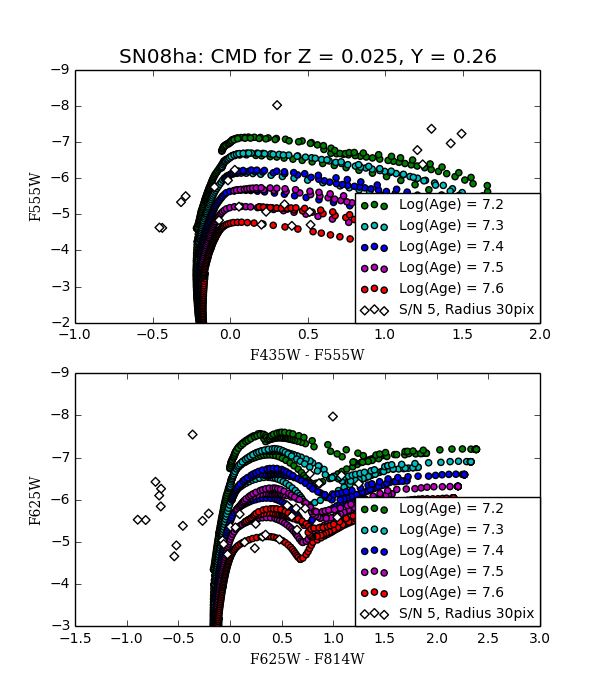 SN08ha: CMD for Z = 0.025, Y = 0.26
−9
−8
−7
−6
−5
−4
−3
−2
F555W
−1.0 −0.5 0.0 0.5 1.0 1.5 2.0
F435W - F555W
Log(Age) = 7.2
Log(Age) = 7.3
Log(Age) = 7.4
Log(Age) = 7.5
Log(Age) = 7.6
S/N 5, Radius 30pix
−9
−8
−7
−6
−5
−4
−3
F625W
−1.5 −1.0 −0.5 0.0 0.5 1.0 1.5 2.0 2.5 3.0
F625W - F814W
Log(Age) = 7.2
Log(Age) = 7.3
Log(Age) = 7.4
Log(Age) = 7.5
Log(Age) = 7.6
S/N 5, Radius 30pix